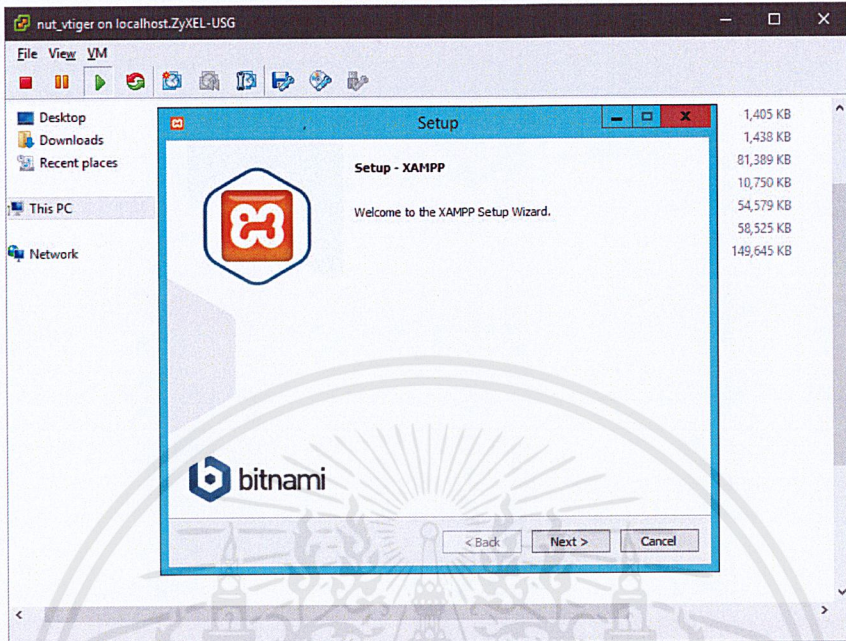 nut_vtiger on localhost.ZyXEL-USG
File View VM
Desktop
Downloads
Recent places
This PC
Network
Setup
Setup - XAMPP
Welcome to the XAMPP Setup Wizard.
bitnami
< Back
Next >
Cancel
1,405 KB
1,438 KB
81,389 KB
10,750 KB
54,579 KB
58,525 KB
149,645 KB